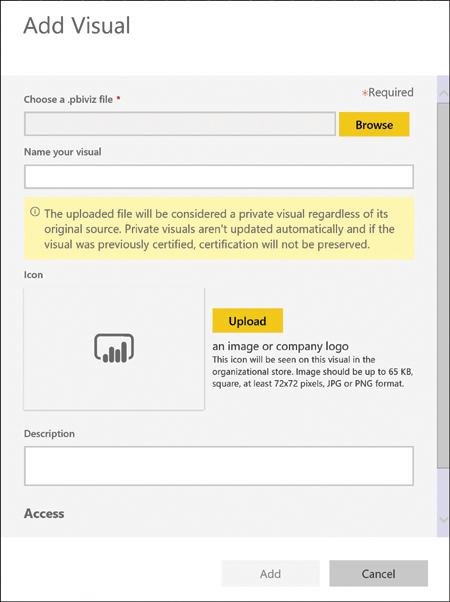 Add Visual
*Required
Choose a .pbiviz file *
Browse
Name your visual
The uploaded file will be considered a private visual regardless of its
original source. Private visuals aren't updated automatically and if the
visual was previously certified, certification will not be preserved.
Icon
Upload
an image or company logo
This icon will be seen on this visual in the
organizational store. Image should be up to 65 KB,
square, at least 72x72 pixels, JPG or PNG format.
Description
Access
Add
Cancel